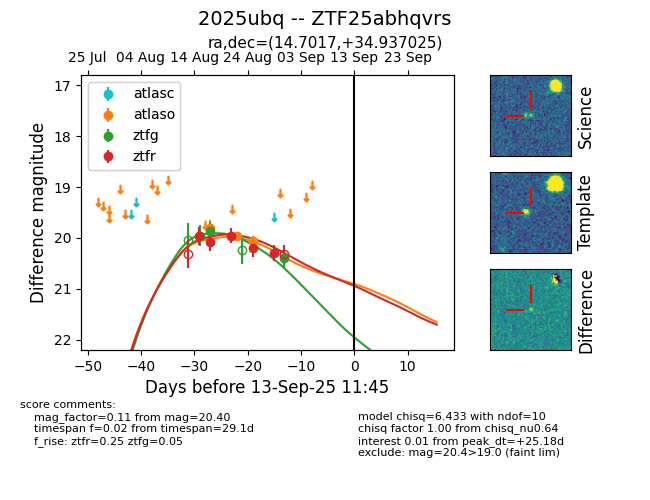 2025ubq -- ZTF25abhqvrs
ra,dec=(14.7017,+34.937025)
25 Jul 04 Aug 14 Aug 24 Aug 03 Sep 13 Sep 23 Sep
atlasc
atlaso
ztfg
ztfr
17
18
19
20
21
22
Difference magnitude
−50 −40 −30 −20 −10 0 10
Days before 13-Sep-25 11:45
Science
Template
Difference
score comments:
mag_factor=0.11 from mag=20.40
timespan f=0.02 from timespan=29.1d
f_rise: ztfr=0.25 ztfg=0.05
model chisq=6.433 with ndof=10
chisq factor 1.00 from chisq_nu0.64
interest 0.01 from peak_dt=+25.18d
exclude: mag=20.4>19.0 (faint lim)